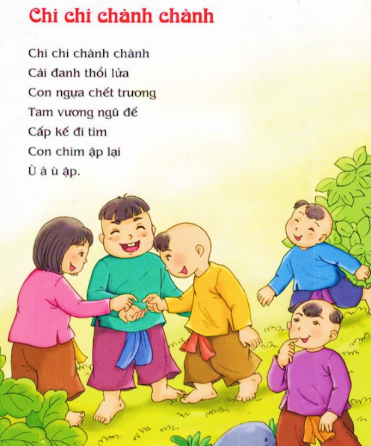 Chi chi chành chành
Chi chi chành chành
Cái đanh thổi lửa
Con ngựa chết trương
Tam vương ngũ đế
Cấp kế đi tìm
Con chim ập lại
Ù à ù ập.